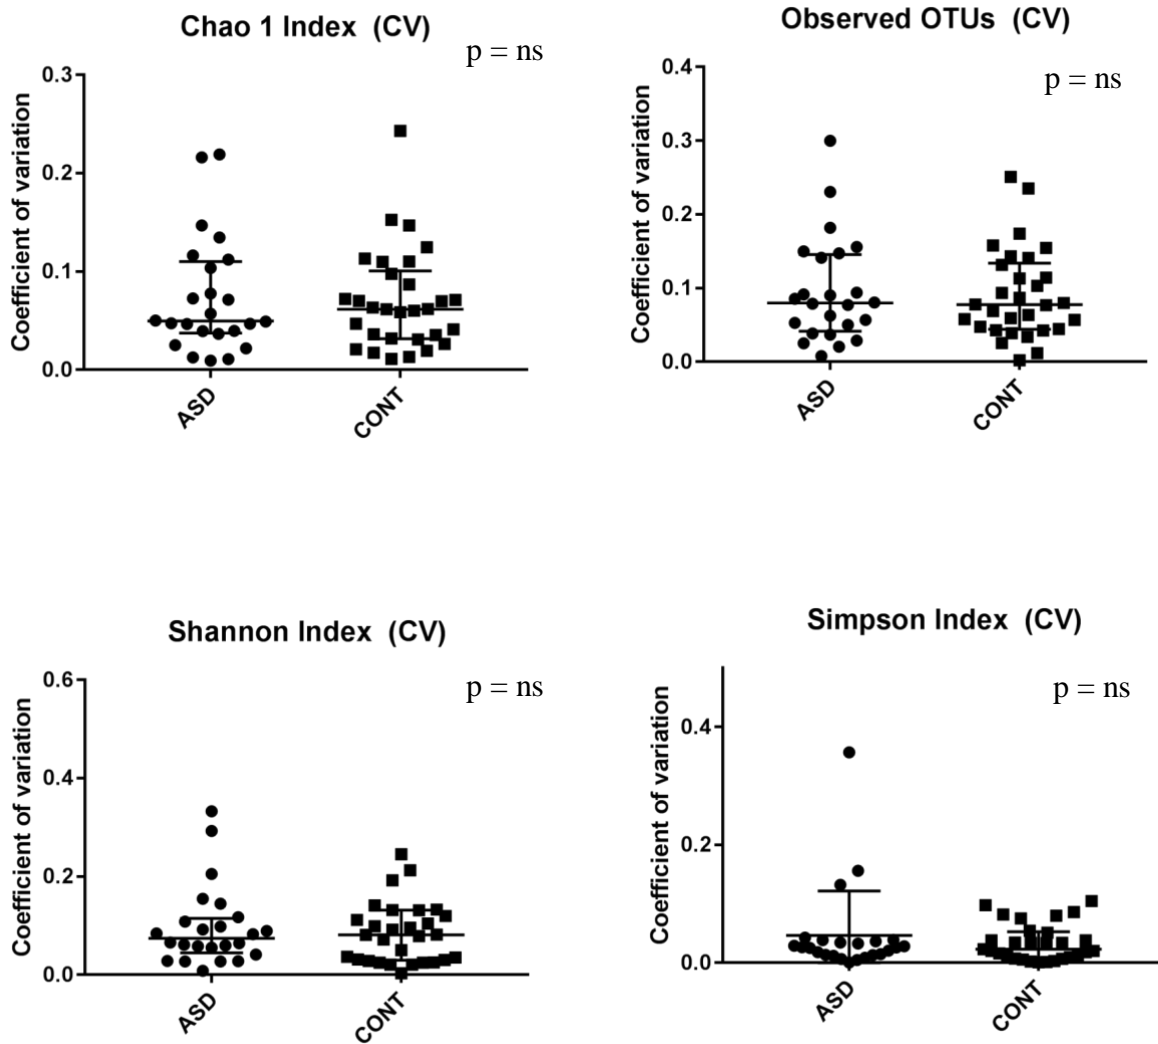 Chao 1 Index (CV)
p = ns
Coefficient of variation
0.3
0.2
0.1
0.0
ASD
CONT
Observed OTUs (CV)
p = ns
Coefficient of variation
0.4
0.3
0.2
0.1
0.0
ASD
CONT
Shannon Index (CV)
p = ns
Coefficient of variation
0.6
0.4
0.2
0.0
ASD
CONT
Simpson Index (CV)
p = ns
Coefficient of variation
0.4
0.2
0.0
ASD
CONT